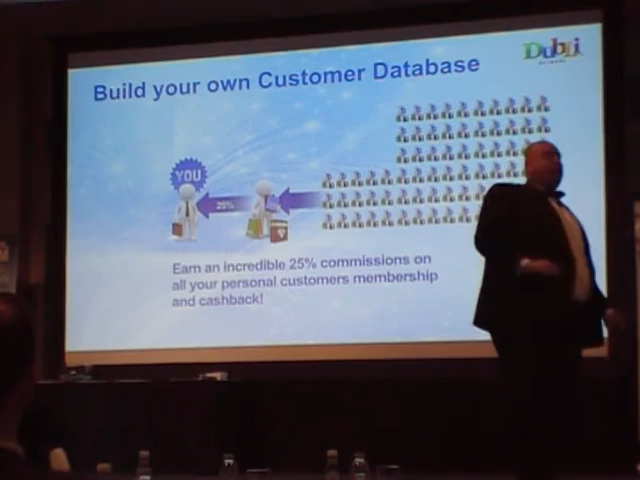 Build your own Customer Database
Dubli
YOU
25%
Earn an incredible 25% commissions on
all your personal customers membership
and cashback!